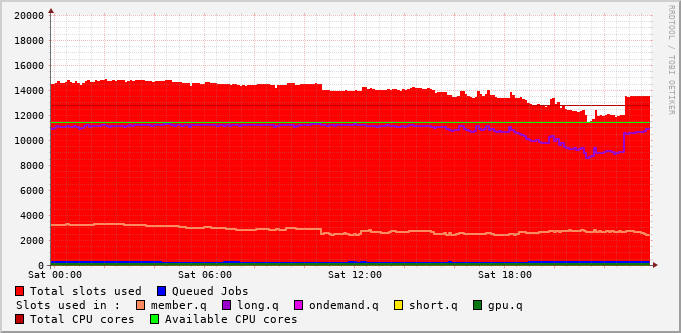 RRDTOOL / TOBI OETIKER
20000
18000
16000
14000
12000
10000
8000
6000
4000
2000
0
Sat 00:00 Sat 06:00 Sat 12:00 Sat 18:00
Total slots used Queued Jobs
Slots used in : member.q long.q ondemand.q short.q gpu.q
Total CPU cores Available CPU cores